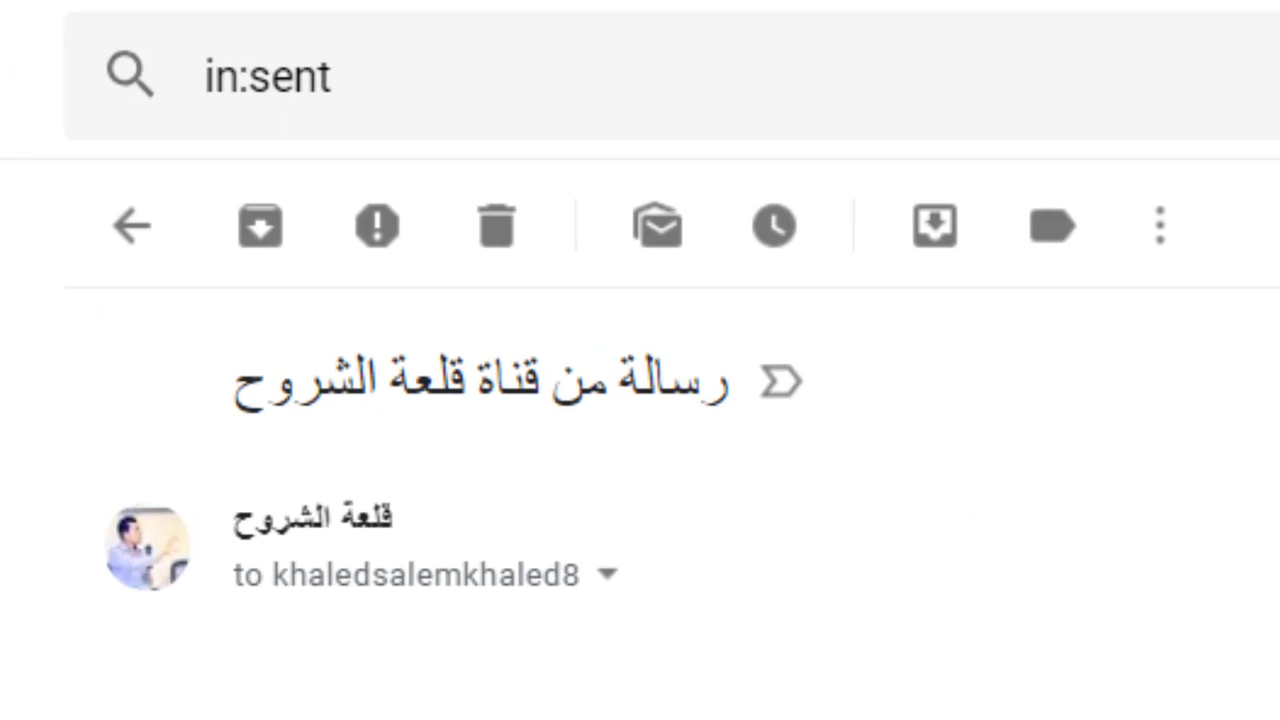 in:sent
رسالة من قناة قلعة الشروح
قلعة الشروح
to khaledsalemkhaled8